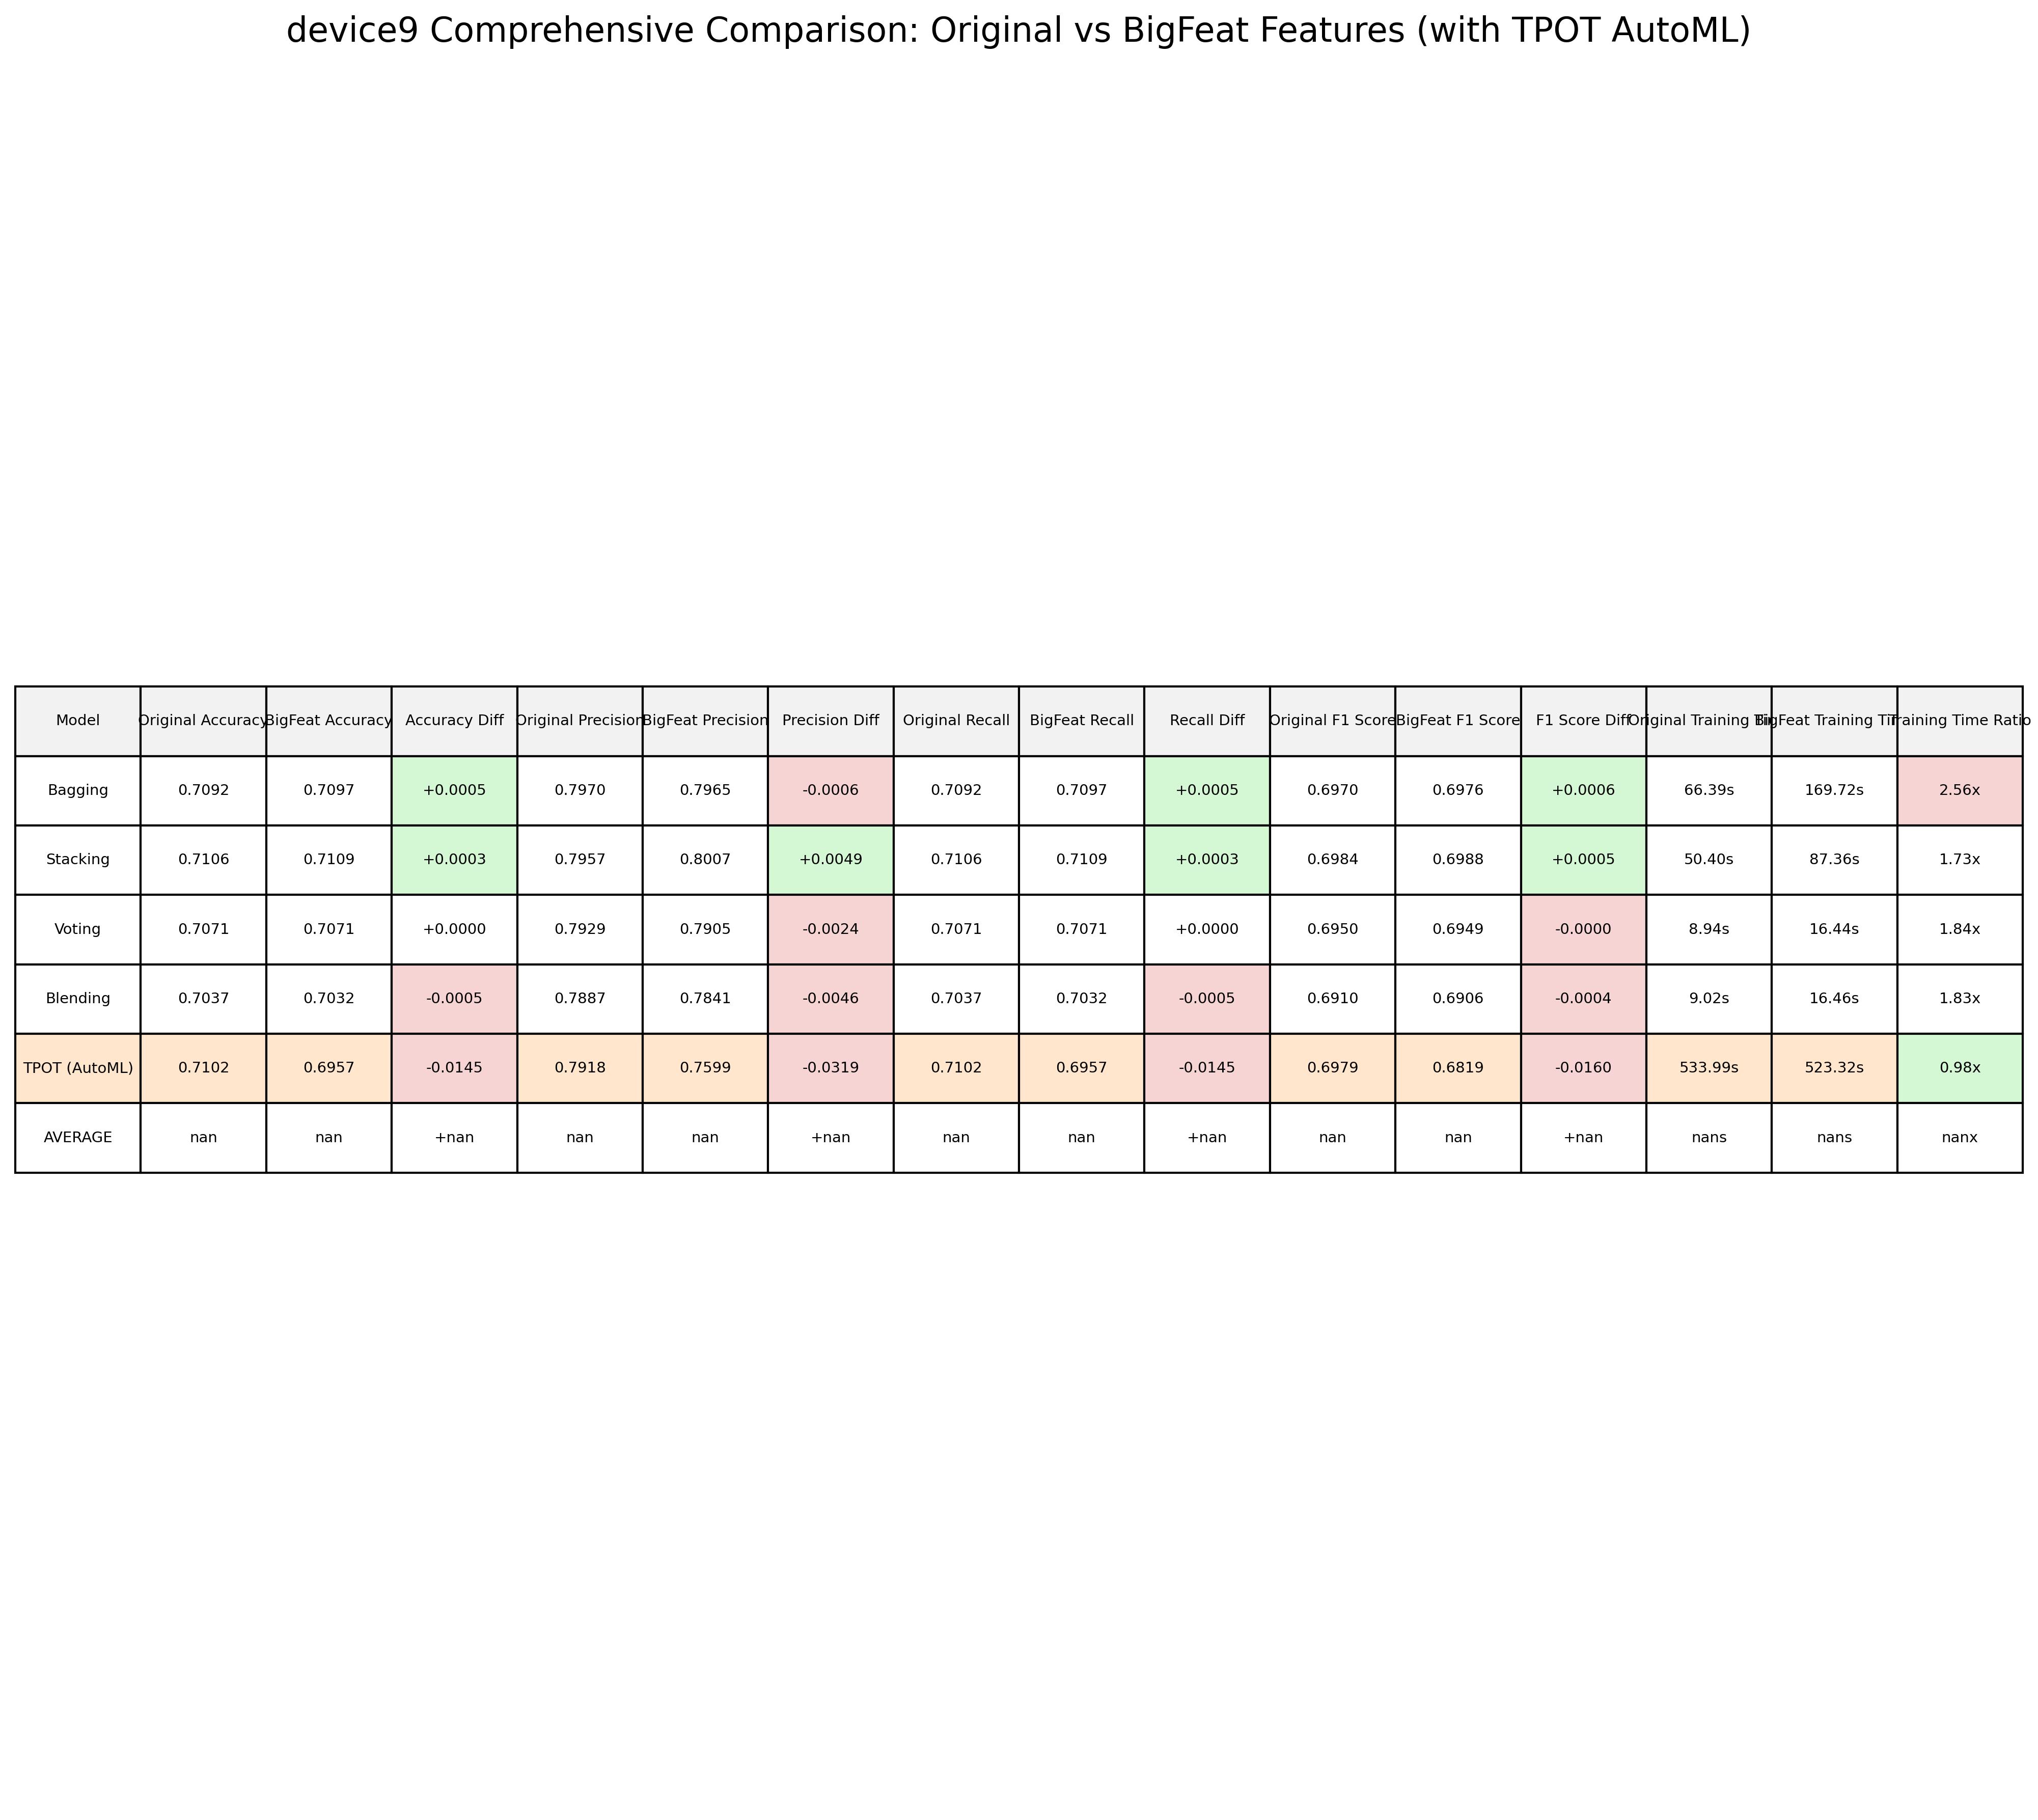 device9 Comprehensive Comparison: Original vs BigFeat Features (with TPOT AutoML)
Model Original Accuracy BigFeat Accuracy Accuracy Diff Original Precision BigFeat Precision Precision Diff Original Recall BigFeat Recall Recall Diff Original F1 Score BigFeat F1 Score F1 Score Diff Original Training Tim BigFeat Training Tim Training Time Ratio
Bagging 0.7092 0.7097 +0.0005 0.7970 0.7965 -0.0006 0.7092 0.7097 +0.0005 0.6970 0.6976 +0.0006 66.39s 169.72s 2.56x
Stacking 0.7106 0.7109 +0.0003 0.7957 0.8007 +0.0049 0.7106 0.7109 +0.0003 0.6984 0.6988 +0.0005 50.40s 87.36s 1.73x
Voting 0.7071 0.7071 +0.0000 0.7929 0.7905 -0.0024 0.7071 0.7071 +0.0000 0.6950 0.6949 -0.0000 8.94s 16.44s 1.84x
Blending 0.7037 0.7032 -0.0005 0.7887 0.7841 -0.0046 0.7037 0.7032 -0.0005 0.6910 0.6906 -0.0004 9.02s 16.46s 1.83x
TPOT (AutoML) 0.7102 0.6957 -0.0145 0.7918 0.7599 -0.0319 0.7102 0.6957 -0.0145 0.6979 0.6819 -0.0160 533.99s 523.32s 0.98x
AVERAGE nan nan +nan nan nan +nan nan nan +nan nan nan +nan nans nans nanx